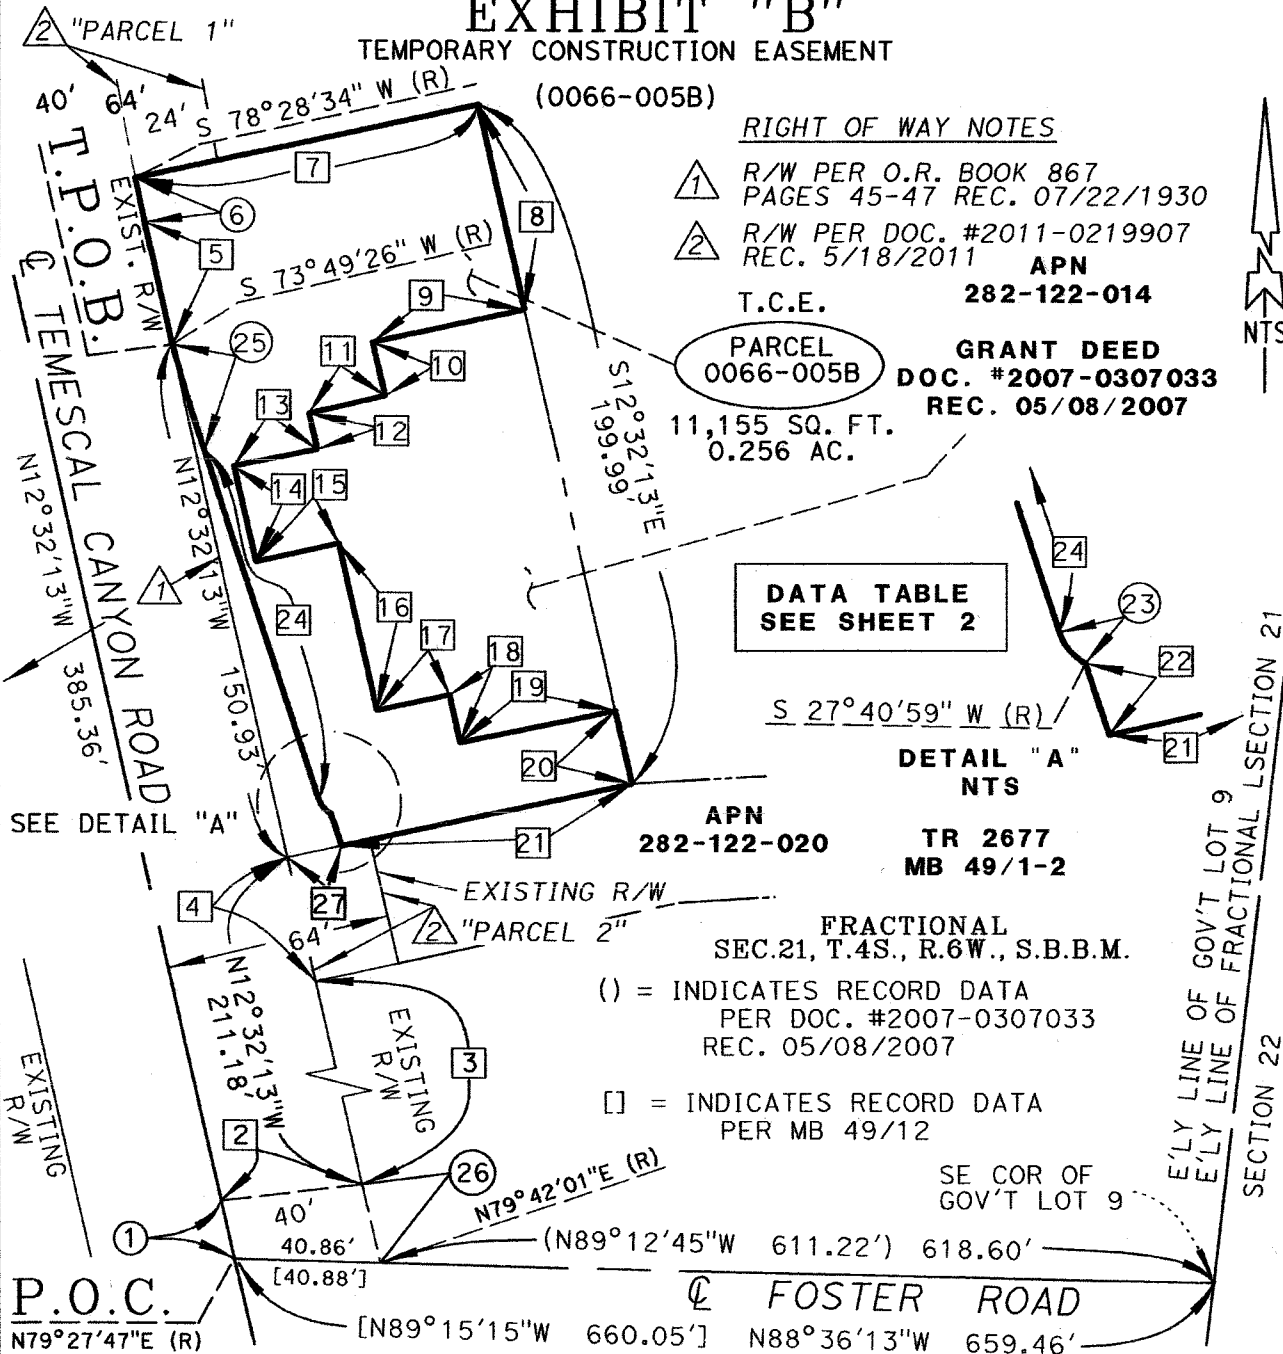 EXHIBIT "B"
TEMPORARY CONSTRUCTION EASEMENT
(0066-005B)
2 "PARCEL 1"
40' 64'
24'
S 78°28'34" W (R)
T.P.O.B.
EXIST. R/W
7
6
5
8
S 73°49'26" W (R)
RIGHT OF WAY NOTES
1 R/W PER O.R. BOOK 867
PAGES 45-47 REC. 07/22/1930
2 R/W PER DOC. #2011-0219907
REC. 5/18/2011
APN
282-122-014
NTS
T.C.E.
PARCEL
0066-005B
11,155 SQ. FT.
0.256 AC.
GRANT DEED
DOC. #2007-0307033
REC. 05/08/2007
9
25
11
10
13
12
14
15
S12°32'13"E
199.99'
℄ TEMESCAL CANYON ROAD
N12°32'13"W 385.36'
N12°32'13"W 150.93'
1
24
16
17
18
19
20
21
DATA TABLE
SEE SHEET 2
24
23
22
21
S 27°40'59" W (R)
DETAIL "A"
NTS
SEE DETAIL "A"
APN
282-122-020
TR 2677
MB 49/1-2
4
27
EXISTING R/W
2 "PARCEL 2"
64'
FRACTIONAL
SEC.21, T.4S., R.6W., S.B.B.M.
N12°32'13"W
211.18'
EXISTING
R/W
3
EXISTING
R/W
() = INDICATES RECORD DATA
PER DOC. #2007-0307033
REC. 05/08/2007
[] = INDICATES RECORD DATA
PER MB 49/12
E'LY LINE OF GOV'T LOT 9
E'LY LINE OF FRACTIONAL LSECTION 21
SECTION 22
2
26
N79°42'01"E (R)
SE COR OF
GOV'T LOT 9
1
40'
40.86'
[40.88']
(N89°12'45"W 611.22') 618.60'
P.O.C.
N79°27'47"E (R)
℄ FOSTER ROAD
[N89°15'15"W 660.05'] N88°36'13"W 659.46'